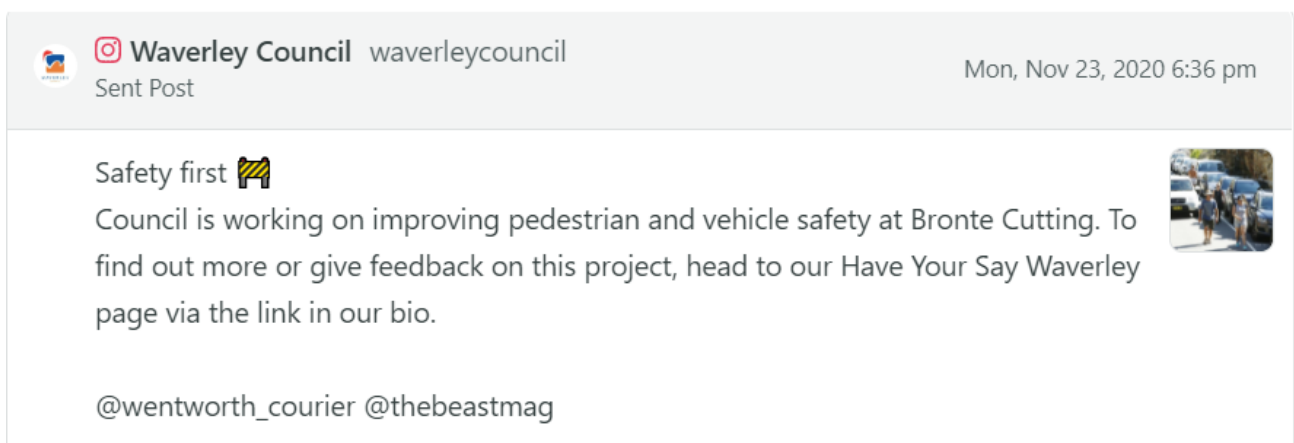 Waverley Council waverleycouncil
Sent Post
Mon, Nov 23, 2020 6:36 pm
Safety first 🚧
Council is working on improving pedestrian and vehicle safety at Bronte Cutting. To
find out more or give feedback on this project, head to our Have Your Say Waverley
page via the link in our bio.
@wentworth_courier @thebeastmag